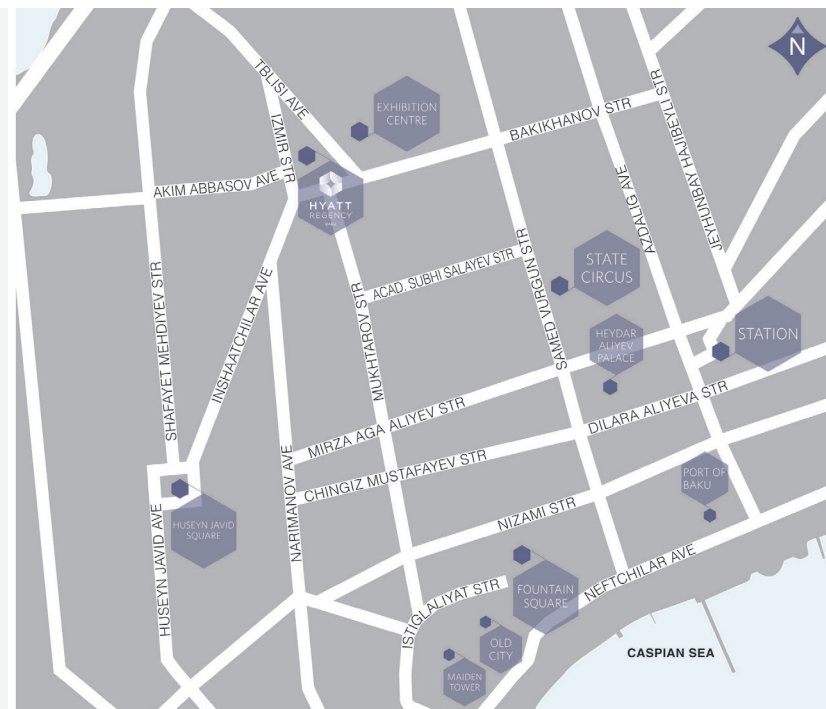 N
TBLISI AVE
EXHIBITION
CENTRE
IZMIR STR
BAKIKHANOV STR
JEYHUNBAY HAJIBEYLI STR
AKIM ABBASOV AVE
HYATT
REGENCY
BAKU
AZDALIG AVE
ACAD. SUBHI SALAYEV STR
STATE
CIRCUS
SHAFAYET MEHDIYEV STR
INSHAATCHILAR AVE
MUKHTAROV STR
SAMED VURGUN STR
HEYDAR
ALIYEV
PALACE
STATION
MIRZA AGA ALIYEV STR
DILARA ALIYEVA STR
CHINGIZ MUSTAFAYEV STR
NARIMANOV AVE
PORT OF
BAKU
HUSEYN JAVID
SQUARE
HUSEYN JAVID AVE
NIZAMI STR
NEFTCHILAR AVE
ISTIGLALIYAT STR
FOUNTAIN
SQUARE
OLD
CITY
MAIDEN
TOWER
CASPIAN SEA